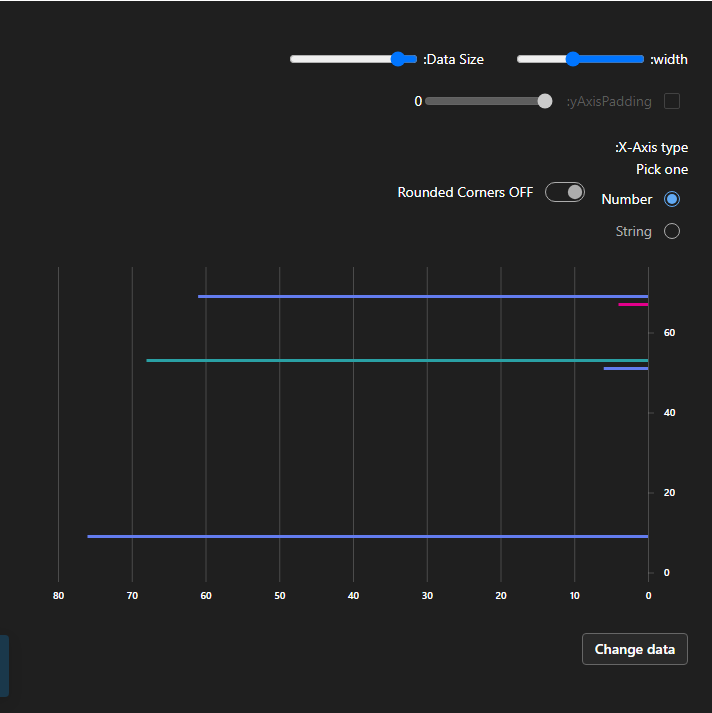 :width
:Data Size
:yAxisPadding
0
:X-Axis type
Pick one
Number
Rounded Corners OFF
String
60
40
20
0
80 70 60 50 40 30 20 10 0
Change data